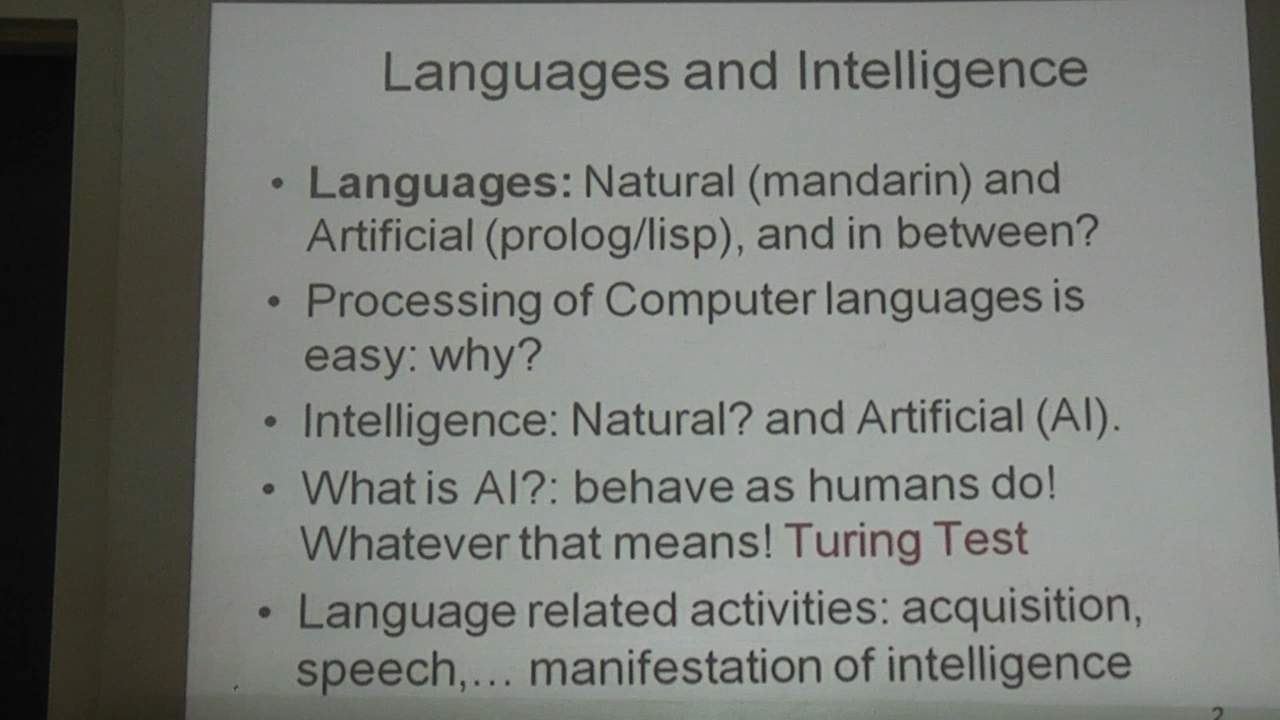 Languages and Intelligence
• Languages: Natural (mandarin) and
Artificial (prolog/lisp), and in between?
• Processing of Computer languages is
easy: why?
• Intelligence: Natural? and Artificial (AI).
• What is AI?: behave as humans do!
Whatever that means! Turing Test
• Language related activities: acquisition,
speech,... manifestation of intelligence
2